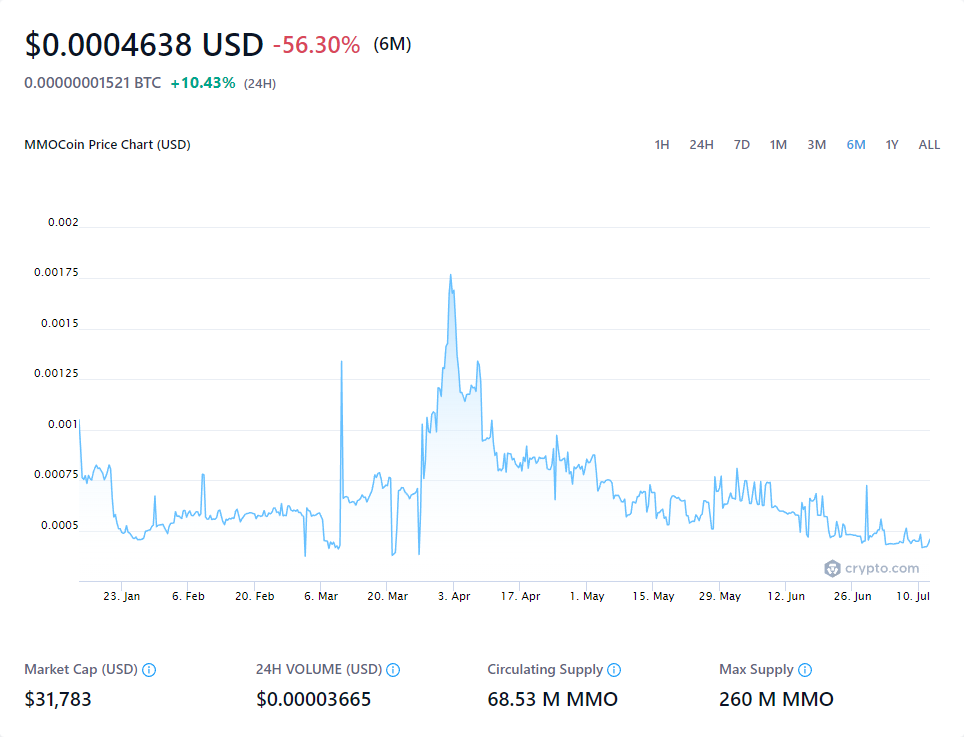 $0.0004638 USD -56.30% (6M)
0.00000001521 BTC +10.43% (24H)
MMOCoin Price Chart (USD) 1H 24H 7D 1M 3M 6M 1Y ALL
0.002
0.00175
0.0015
0.00125
0.001
0.00075
0.0005
crypto.com
23. Jan 6. Feb 20. Feb 6. Mar 20. Mar 3. Apr 17. Apr 1. May 15. May 29. May 12. Jun 26. Jun 10. Jul
Market Cap (USD) 24H VOLUME (USD) Circulating Supply Max Supply
$31,783 $0.00003665 68.53 M MMO 260 M MMO